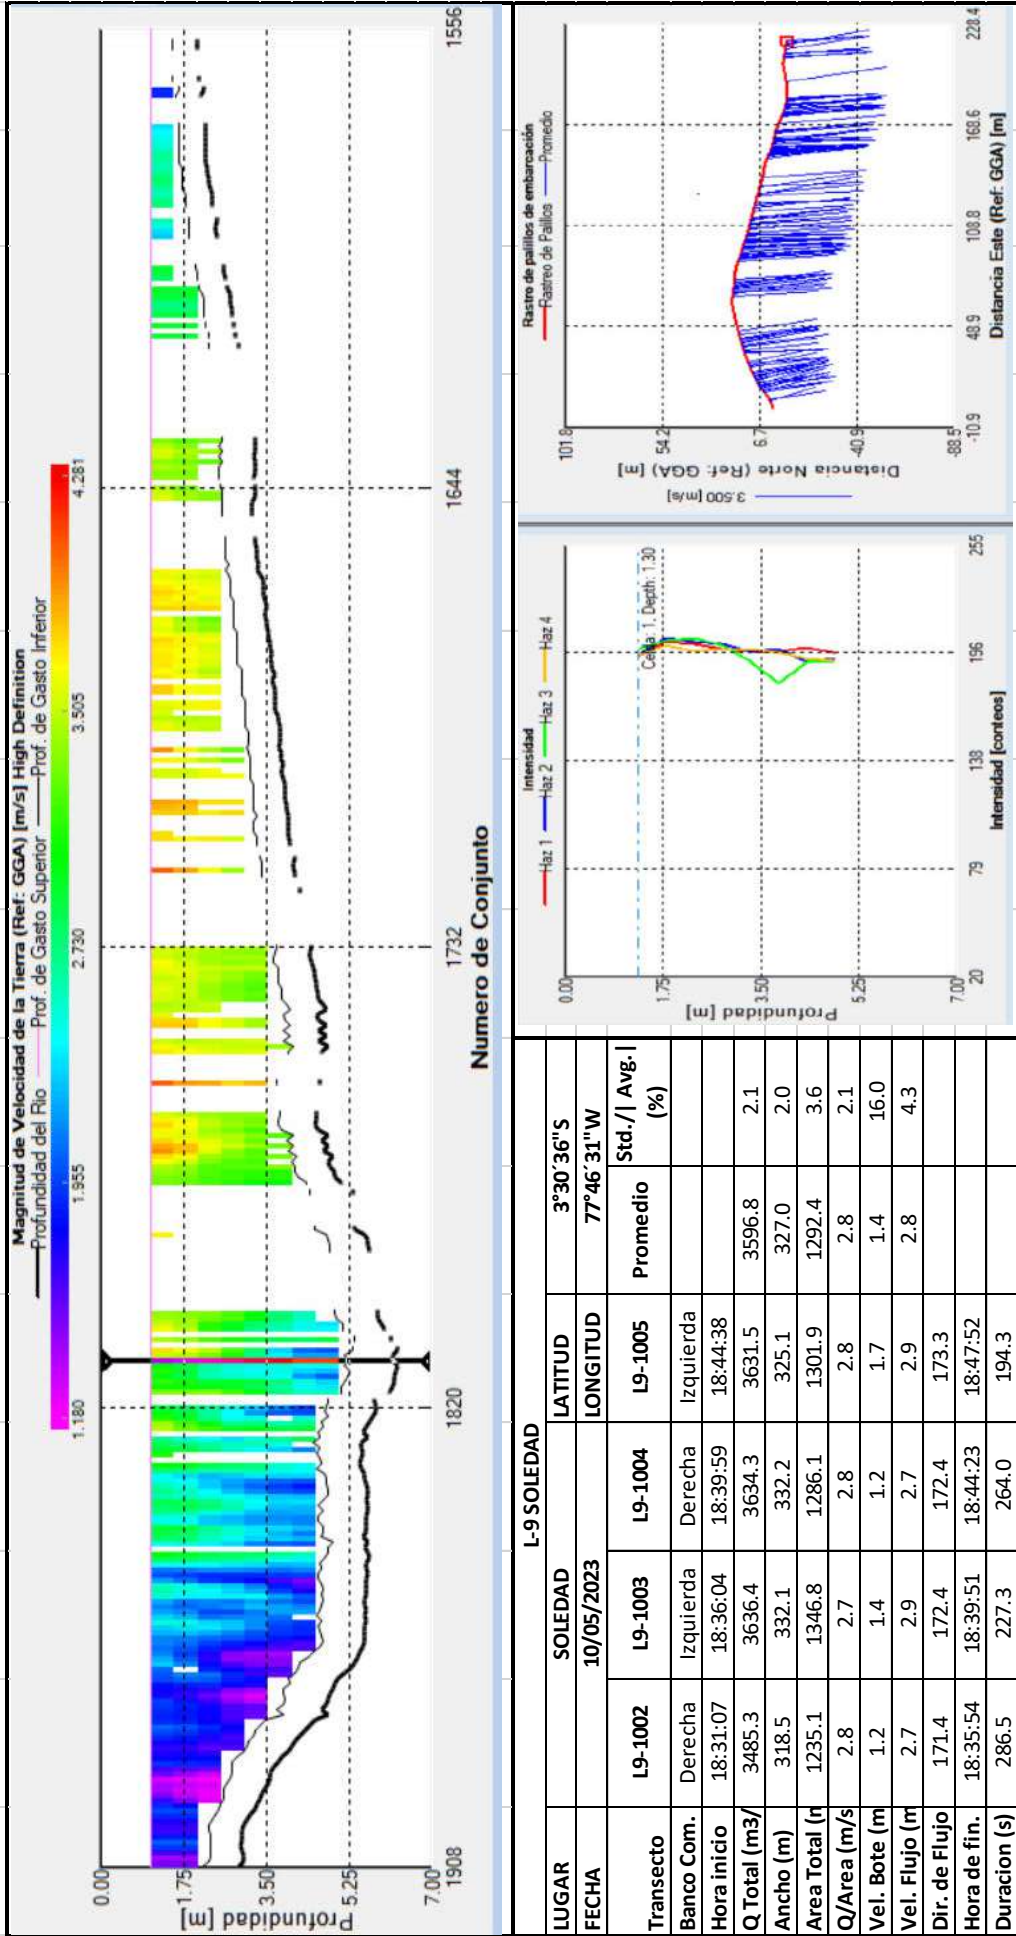 Magnitud de Velocidad de la Tierra (Ref: GGA) [m/s] High Definition
Profundidad del Rio Prof. de Gasto Superior Prof. de Gasto Inferior
1.180 1.955 2.730 3.505 4.281
Profundidad [m]
0.00
1.75
3.50
5.25
7.00
1908 1820 1732 1644 1556
Numero de Conjunto
L-9 SOLEDAD
LUGAR SOLEDAD LATITUD 3°30´36"S
FECHA 10/05/2023 LONGITUD 77°46´31"W
Transecto L9-1002 L9-1003 L9-1004 L9-1005 Promedio Std./| Avg.| (%)
Banco Com. Derecha Izquierda Derecha Izquierda
Hora inicio 18:31:07 18:36:04 18:39:59 18:44:38
Q Total (m3/ 3485.3 3636.4 3634.3 3631.5 3596.8 2.1
Ancho (m) 318.5 332.1 332.2 325.1 327.0 2.0
Area Total (m 1235.1 1346.8 1286.1 1301.9 1292.4 3.6
Q/Area (m/s 2.8 2.7 2.8 2.8 2.8 2.1
Vel. Bote (m 1.2 1.4 1.2 1.7 1.4 16.0
Vel. Flujo (m 2.7 2.9 2.7 2.9 2.8 4.3
Dir. de Flujo 171.4 172.4 172.4 173.3
Hora de fin. 18:35:54 18:39:51 18:44:23 18:47:52
Duracion (s) 286.5 227.3 264.0 194.3
Intensidad
Haz 1 Haz 2 Haz 3 Haz 4
Celda: 1, Depth: 1.30
Profundidad [m]
0.00
1.75
3.50
5.25
7.00
20 79 138 196 255
Intensidad [conteos]
Rastro de palillos de embarcación
Rastreo de Palillos Promedio
3.500 [m/s]
Distancia Norte (Ref: GGA) [m]
101.8
54.2
6.7
-40.9
-88.5
-10.9 48.9 108.8 168.6 228.4
Distancia Este (Ref: GGA) [m]